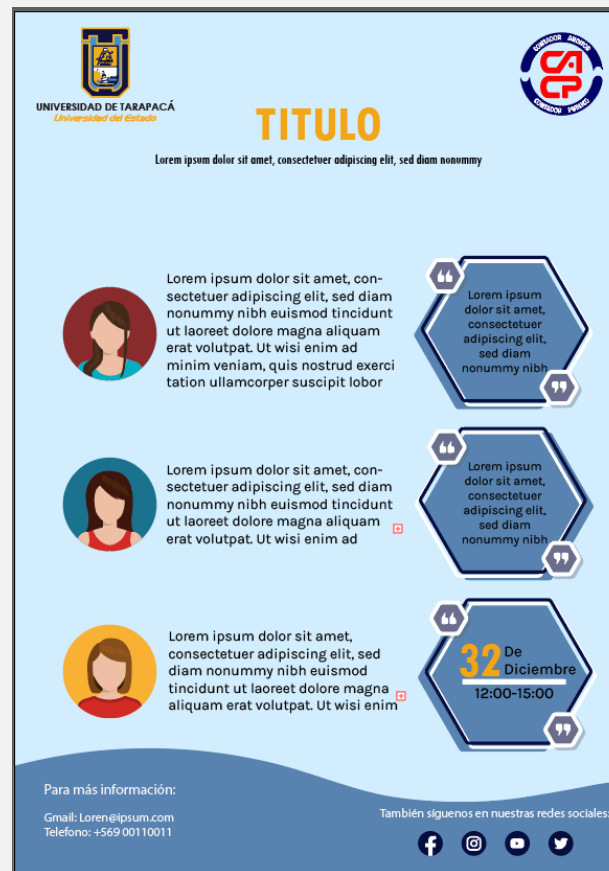 UNIVERSIDAD DE TARAPACÁ
Universidad del Estado
CONTADOR AUDITOR
CA
CP
CONTADOR PUBLICO
TITULO
Lorem ipsum dolor sit amet, consectetuer adipiscing elit, sed diam nonummy
Lorem ipsum dolor sit amet, con-
sectetuer adipiscing elit, sed diam
nonummy nibh euismod tincidunt
ut laoreet dolore magna aliquam
erat volutpat. Ut wisi enim ad
minim veniam, quis nostrud exerci
tation ullamcorper suscipit lobor
Lorem ipsum
dolor sit amet,
consectetuer
adipiscing elit,
sed diam
nonummy nibh
Lorem ipsum dolor sit amet, con-
sectetuer adipiscing elit, sed diam
nonummy nibh euismod tincidunt
ut laoreet dolore magna aliquam
erat volutpat. Ut wisi enim ad
Lorem ipsum
dolor sit amet,
consectetuer
adipiscing elit,
sed diam
nonummy nibh
Lorem ipsum dolor sit amet,
consectetuer adipiscing elit, sed
diam nonummy nibh euismod
tincidunt ut laoreet dolore magna
aliquam erat volutpat. Ut wisi enim
32 De
Diciembre
12:00-15:00
Para más información:
Gmail: Loren@ipsum.com
Telefono: +569 00110011
También síguenos en nuestras redes sociales: